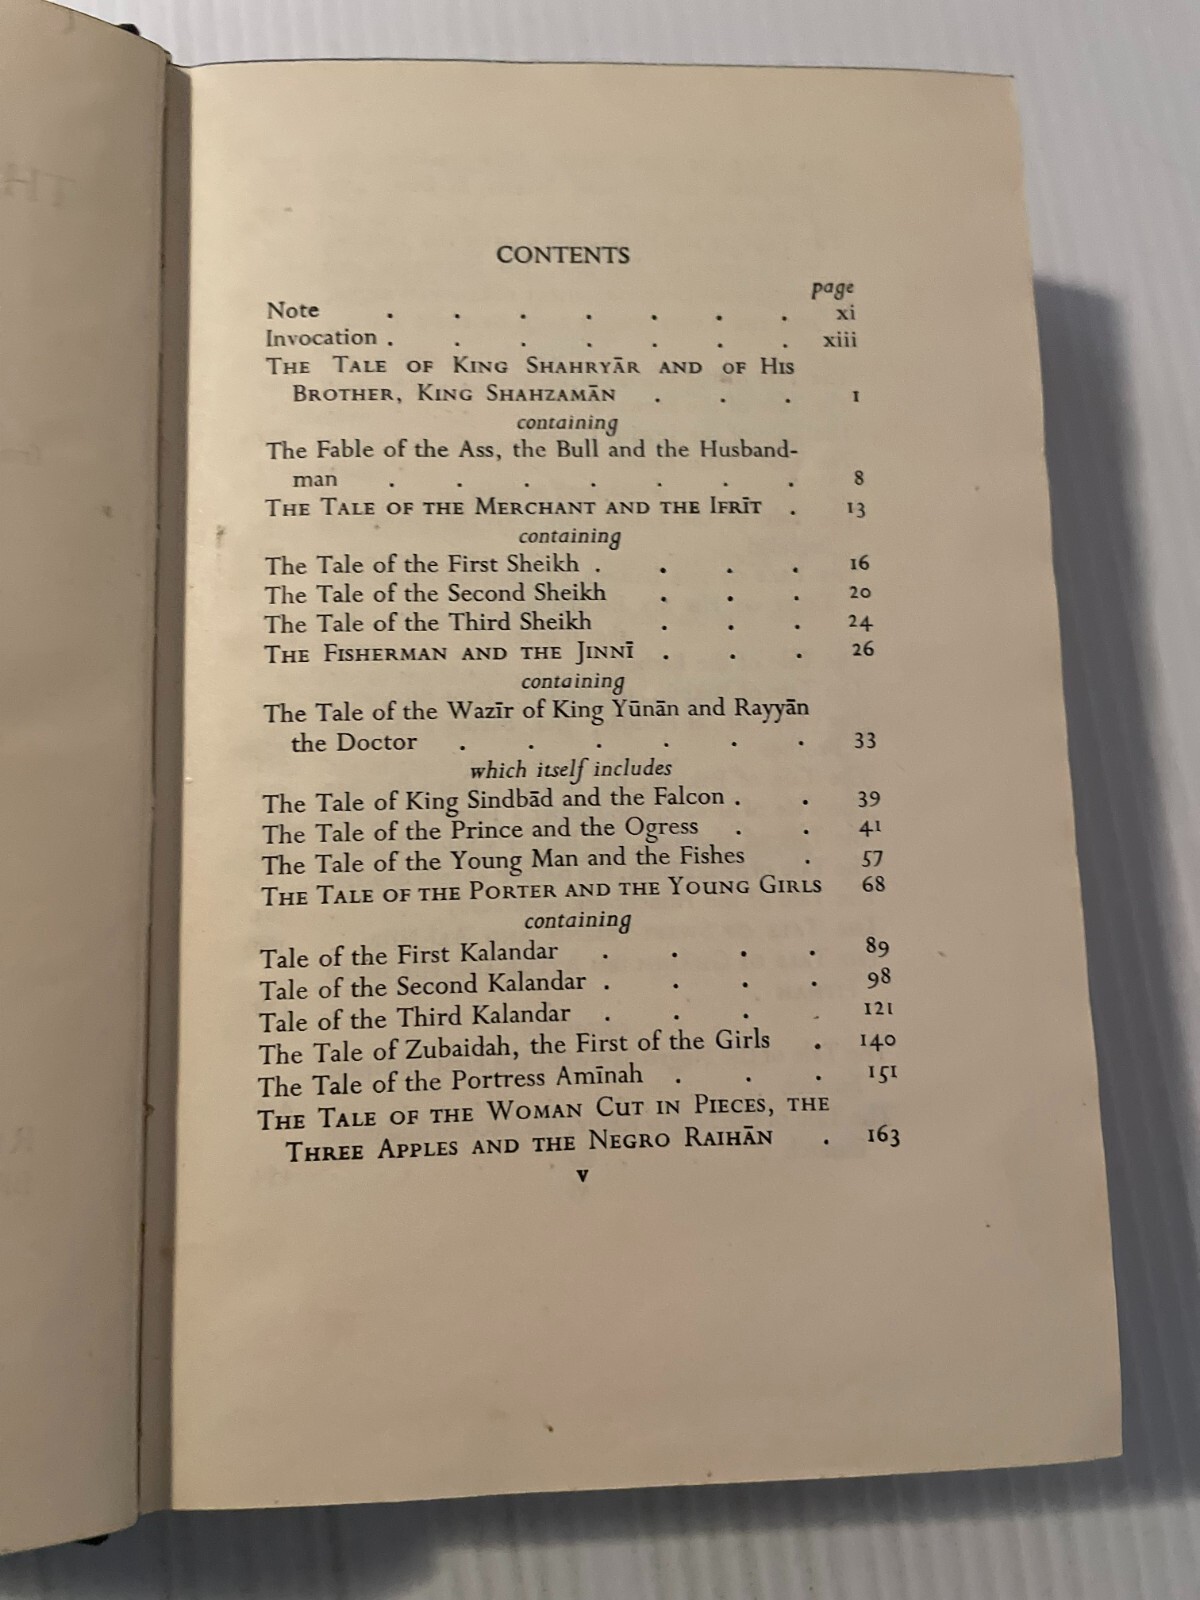 CONTENTS
page
Note . . . . . . . xi
Invocation . . . . . . . xiii
THE TALE OF KING SHAHRYĀR AND OF HIS
BROTHER, KING SHAHZAMĀN . . . 1
containing
The Fable of the Ass, the Bull and the Husband-
man . . . . . . . 8
THE TALE OF THE MERCHANT AND THE IFRĪT . 13
containing
The Tale of the First Sheikh . . . . 16
The Tale of the Second Sheikh . . . 20
The Tale of the Third Sheikh . . . 24
THE FISHERMAN AND THE JINNĪ . . . 26
containing
The Tale of the Wazīr of King Yūnān and Rayyān
the Doctor . . . . . . 33
which itself includes
The Tale of King Sindbād and the Falcon . . 39
The Tale of the Prince and the Ogress . . 41
The Tale of the Young Man and the Fishes . 57
THE TALE OF THE PORTER AND THE YOUNG GIRLS 68
containing
Tale of the First Kalandar . . . . 89
Tale of the Second Kalandar . . . . 98
Tale of the Third Kalandar . . . . 121
The Tale of Zubaidah, the First of the Girls . 140
The Tale of the Portress Amīnah . . . 151
THE TALE OF THE WOMAN CUT IN PIECES, THE
THREE APPLES AND THE NEGRO RAIHĀN . 163
v